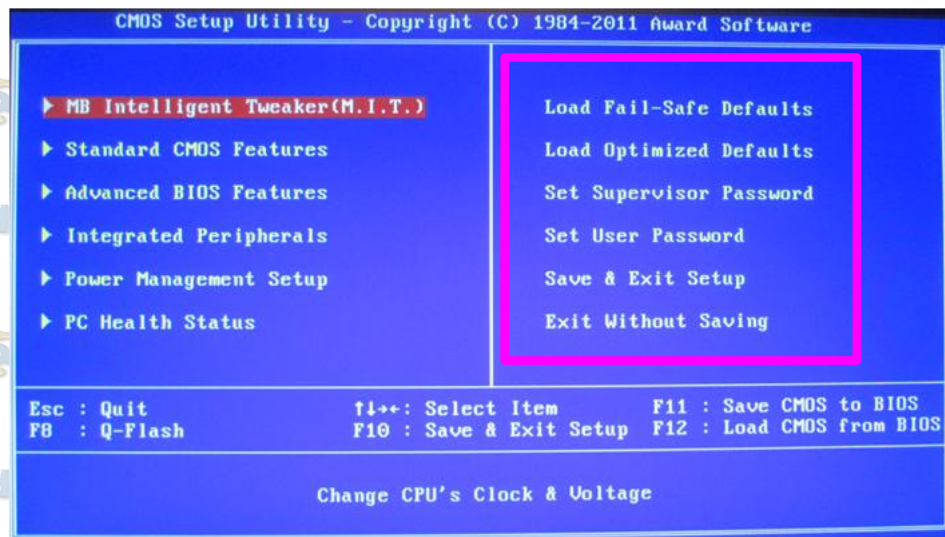 CMOS Setup Utility - Copyright (C) 1984-2011 Award Software
MB Intelligent Tweaker(M.I.T.)
Standard CMOS Features
Advanced BIOS Features
Integrated Peripherals
Power Management Setup
PC Health Status
Load Fail-Safe Defaults
Load Optimized Defaults
Set Supervisor Password
Set User Password
Save & Exit Setup
Exit Without Saving
Esc : Quit
F8 : Q-Flash
↑↓→←: Select Item
F10 : Save & Exit Setup
F11 : Save CMOS to BIOS
F12 : Load CMOS from BIOS
Change CPU's Clock & Voltage